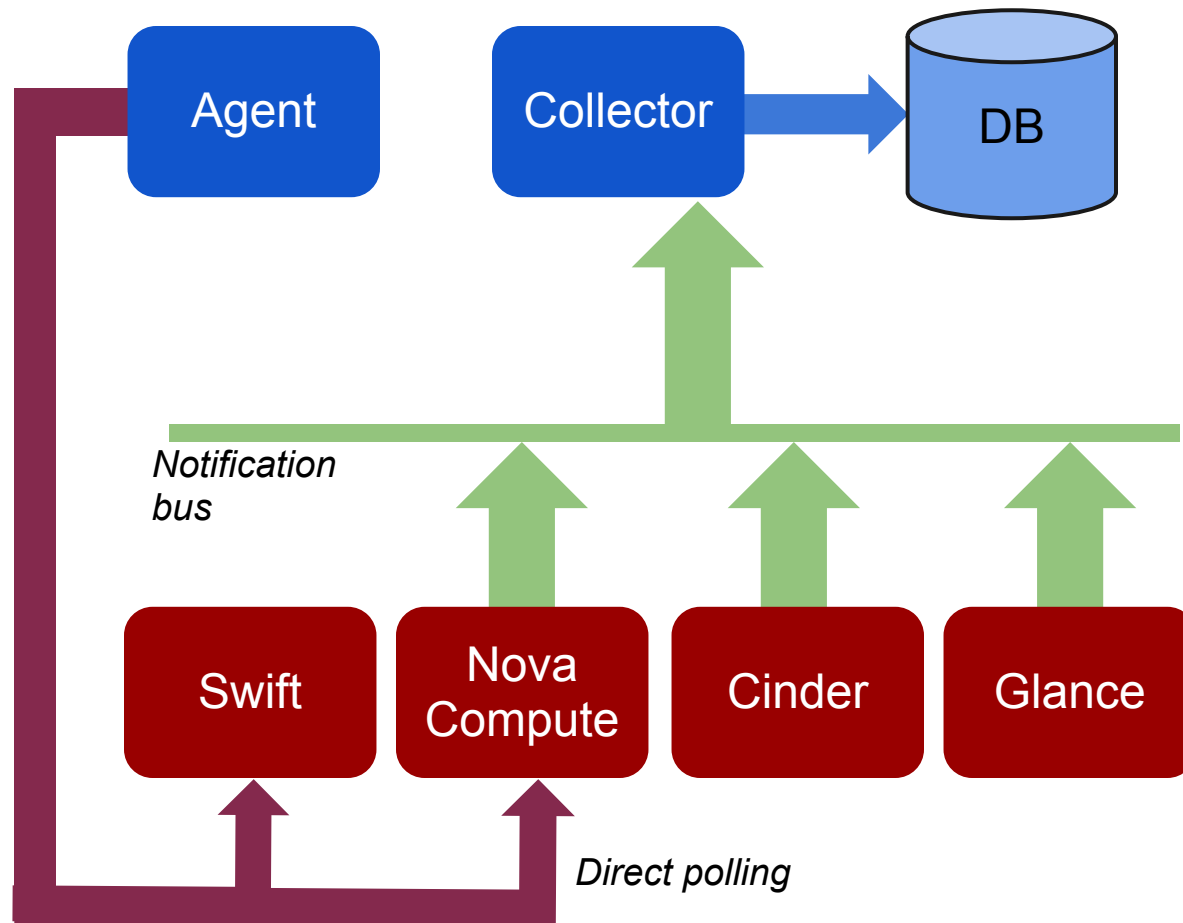 Agent
Collector
DB
Notification
bus
Swift
Nova
Compute
Cinder
Glance
Direct polling